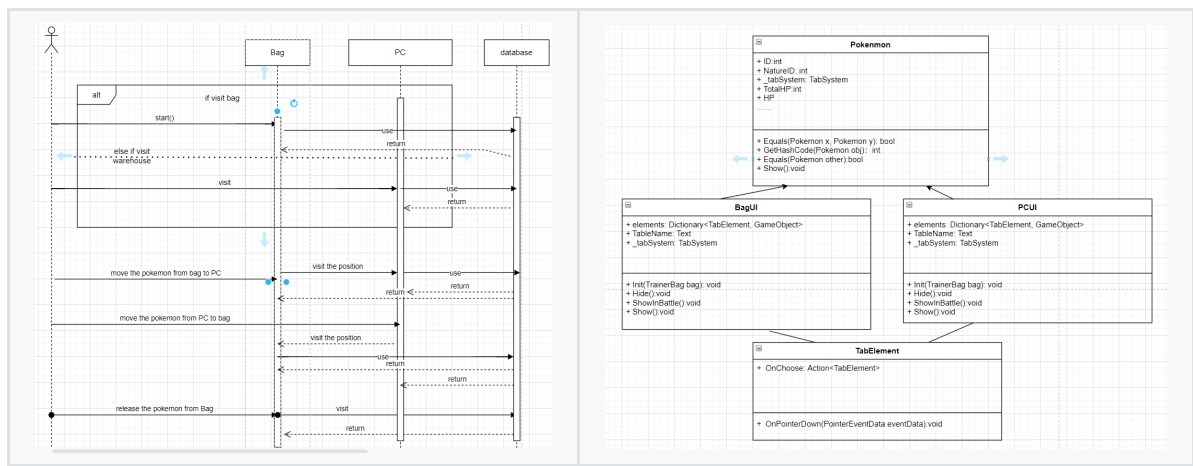 Bag
PC
database
alt
if visit bag
start()
use
return
else if visit
warehouse
visit
use
return
move the pokemon from bag to PC
visit the position
use
return
return
move the pokemon from PC to bag
visit the position
use
return
return
release the pokemon from Bag
visit
return
Pokenmon
+ ID:int
+ NatureID: int
+ _tabSystem: TabSystem
+ TotalHP:int
+ HP
......
+ Equals(Pokemon x, Pokemon y): bool
+ GetHashCode(Pokemon obj): int
+ Equals(Pokemon other):bool
+ Show():void
BagUI
+ elements: Dictionary<TabElement, GameObject>
+ TableName: Text
+ _tabSystem: TabSystem
+ Init(TrainerBag bag): void
+ Hide():void
+ ShowInBattle():void
+ Show():void
PCUI
+ elements: Dictionary<TabElement, GameObject>
+ TableName: Text
+ _tabSystem: TabSystem
+ Init(TrainerBag bag): void
+ Hide():void
+ ShowInBattle():void
+ Show():void
TabElement
+ OnChoose: Action<TabElement>
+ OnPointerDown(PointerEventData eventData):void